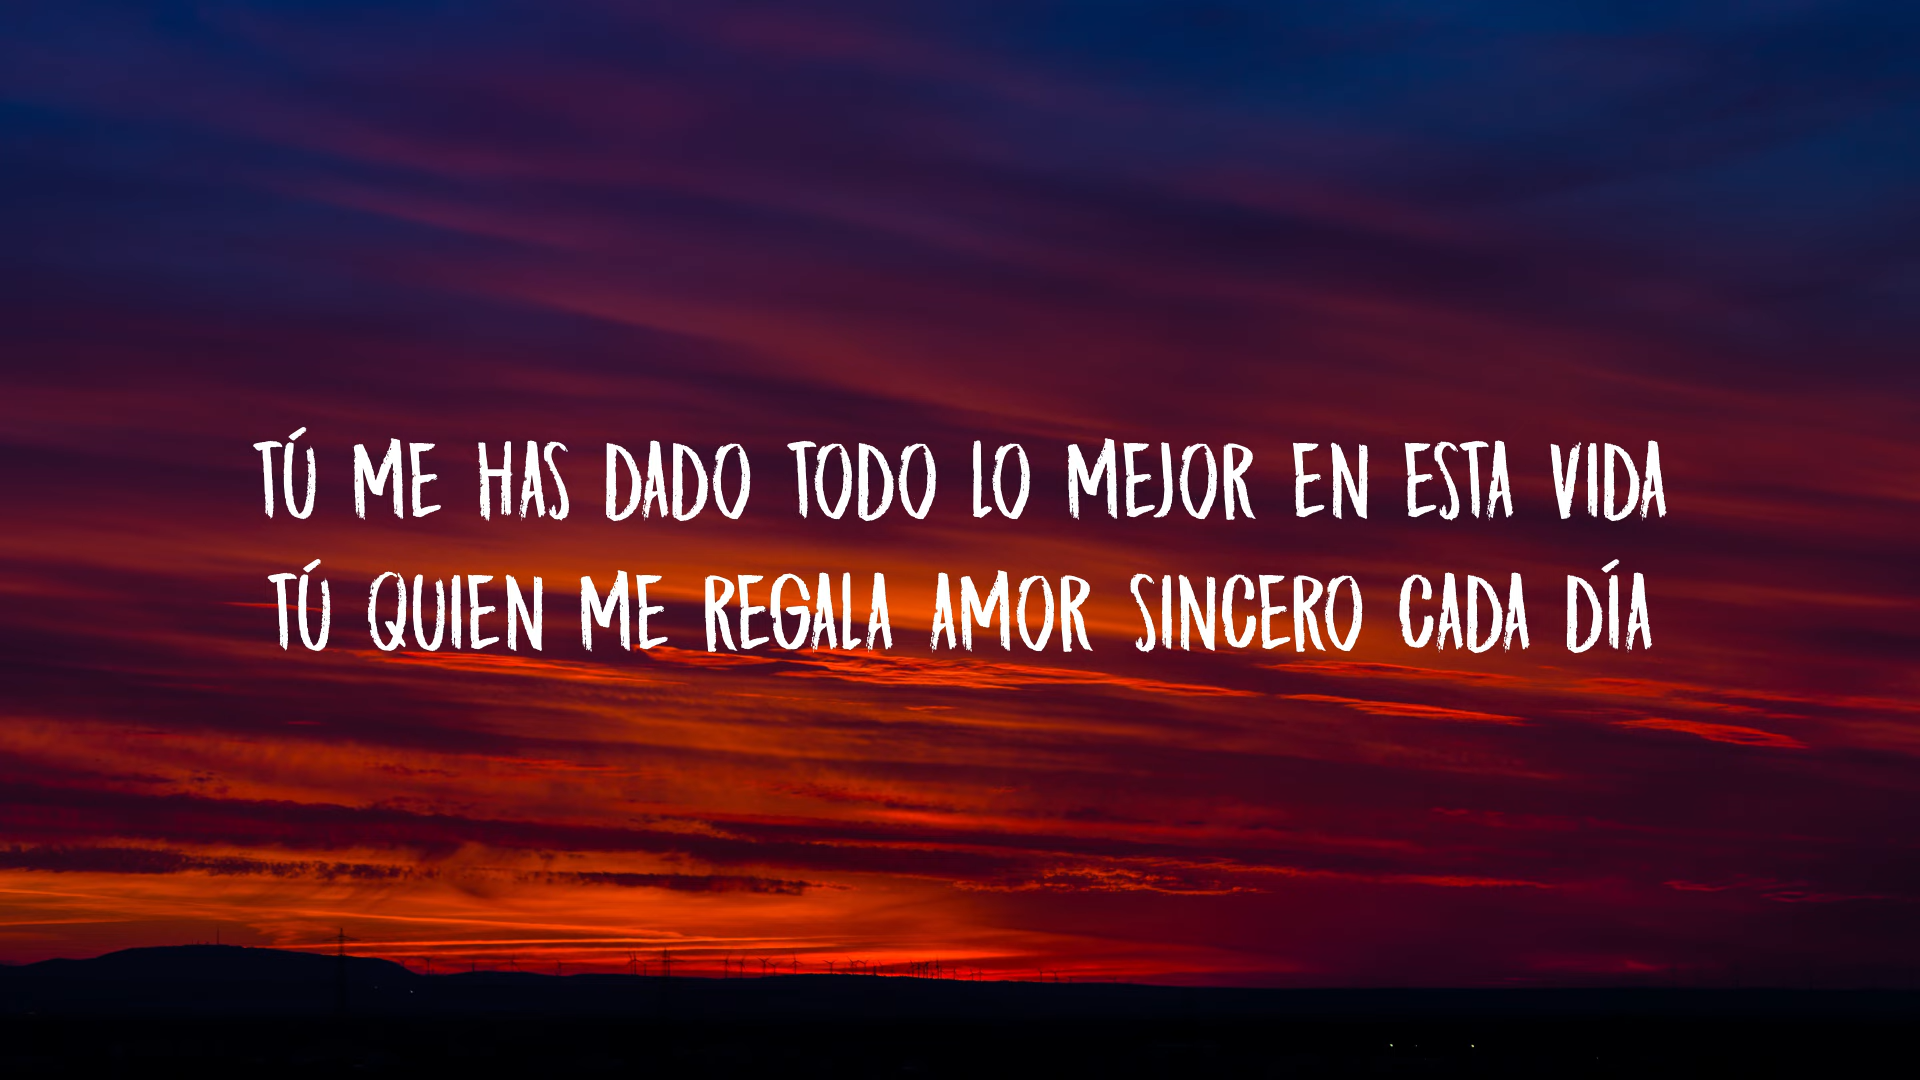 TÚ ME HAS DADO TODO LO MEJOR EN ESTA VIDA
TÚ QUIEN ME REGALA AMOR SINCERO CADA DÍA